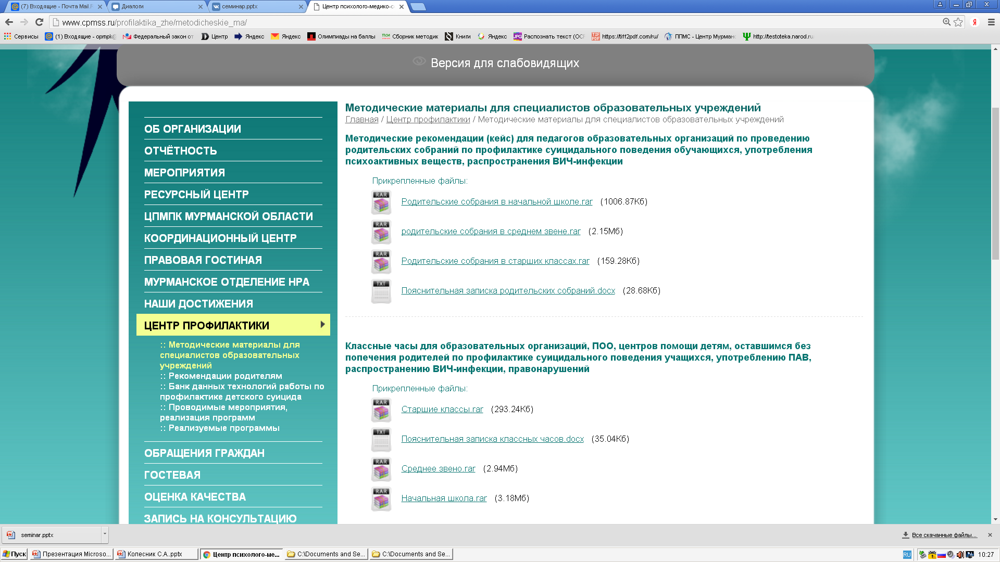 (7) Входящие - Почта Mail.R
Диалоги
семинар.pptx
Центр психолого-медико-с
www.cpmss.ru/profilaktika_zhe/metodicheskie_ma/
Сервисы
(1) Входящие - opmpk@
Федеральный закон от
Центр
Яндекс
Яндекс
Олимпиады на баллы
Сборник методик
Книги
Яндекс
Распознать текст (OCR
https://tiff2pdf.com/ru/
ППМС - Центр Мурманс
http://testoteka.narod.ru
Версия для слабовидящих
ОБ ОРГАНИЗАЦИИ
ОТЧЁТНОСТЬ
МЕРОПРИЯТИЯ
РЕСУРСНЫЙ ЦЕНТР
ЦПМПК МУРМАНСКОЙ ОБЛАСТИ
КООРДИНАЦИОННЫЙ ЦЕНТР
ПРАВОВАЯ ГОСТИНАЯ
МУРМАНСКОЕ ОТДЕЛЕНИЕ НРА
НАШИ ДОСТИЖЕНИЯ
ЦЕНТР ПРОФИЛАКТИКИ
:: Методические материалы для
специалистов образовательных
учреждений
:: Рекомендации родителям
:: Банк данных технологий работы по
профилактике детского суицида
:: Проводимые мероприятия,
реализация программ
:: Реализуемые программы
ОБРАЩЕНИЯ ГРАЖДАН
ГОСТЕВАЯ
ОЦЕНКА КАЧЕСТВА
ЗАПИСЬ НА КОНСУЛЬТАЦИЮ
Методические материалы для специалистов образовательных учреждений
Главная / Центр профилактики / Методические материалы для специалистов образовательных учреждений
Методические рекомендации (кейс) для педагогов образовательных организаций по проведению
родительских собраний по профилактике суицидального поведения обучающихся, употребления
психоактивных веществ, распространения ВИЧ-инфекции
Прикрепленные файлы:
RAR Родительские собрания в начальной школе.rar (1006.87Кб)
RAR родительские собрания в среднем звене.rar (2.15Мб)
RAR Родительские собрания в старших классах.rar (159.28Кб)
TXT Пояснительная записка родительских собраний.docx (28.68Кб)
Классные часы для образовательных организаций, ПОО, центров помощи детям, оставшимся без
попечения родителей по профилактике суицидального поведения учащихся, употреблению ПАВ,
распространению ВИЧ-инфекции, правонарушений
Прикрепленные файлы:
RAR Старшие классы.rar (293.24Кб)
TXT Пояснительная записка классных часов.docx (35.04Кб)
RAR Среднее звено.rar (2.94Мб)
RAR Начальная школа.rar (3.18Мб)
seminar.pptx
Все скачанные файлы...
Пуск
Презентация Microso...
Колесник С.А..pptx
Центр психолого-ме...
C:\Documents and Se...
C:\Documents and Se...
RU
10:27